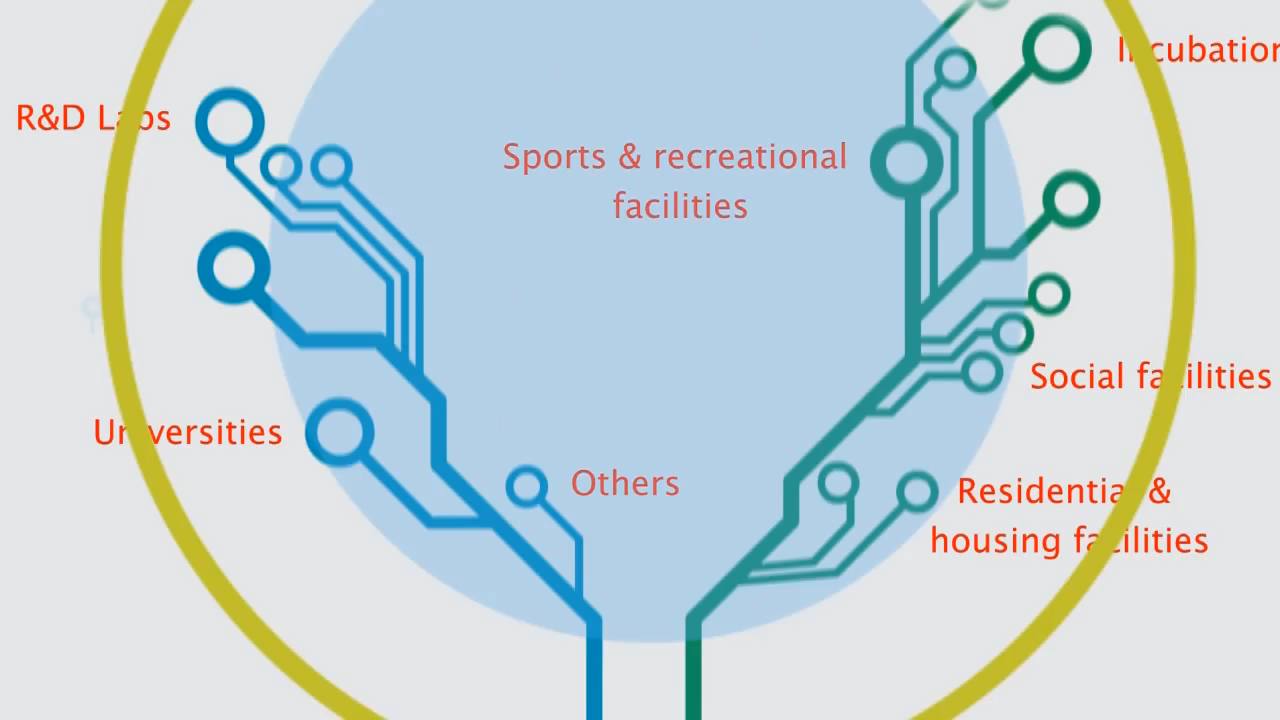 Incubation
R&D Labs
Sports & recreational
facilities
Social facilities
Universities
Others
Residential &
housing facilities